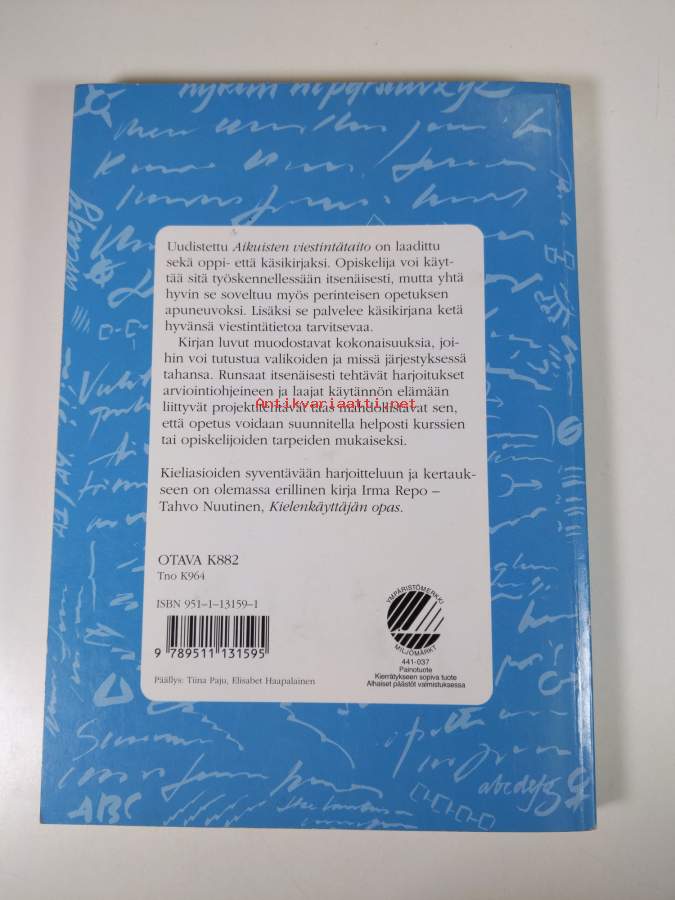 Uudistettu Aikuisten viestintätaito on laadittu
sekä oppi- että käsikirjaksi. Opiskelija voi käyt-
tää sitä työskennellessään itsenäisesti, mutta yhtä
hyvin se soveltuu myös perinteisen opetuksen
apuneuvoksi. Lisäksi se palvelee käsikirjana ketä
hyvänsä viestintätietoa tarvitsevaa.
Kirjan luvut muodostavat kokonaisuuksia, joi-
hin voi tutustua valikoiden ja missä järjestyksessä
tahansa. Runsaat itsenäisesti tehtävät harjoitukset
arviointiohjeineen ja laajat käytännön elämään
Antikvariaatti.net
liittyvät projektitehtävät taas mahdollistavat sen,
että opetus voidaan suunnitella helposti kurssien
tai opiskelijoiden tarpeiden mukaiseksi.
Kieliasioiden syventävään harjoitteluun ja kertauk-
seen on olemassa erillinen kirja Irma Repo –
Tahvo Nuutinen, Kielenkäyttäjän opas.
OTAVA K882
Tno K964
ISBN 951-1-13159-1
9 789511 131595
YMPÄRISTÖMERKKI
MILJÖMÄRKT
441-037
Painotuote
Kierrätykseen sopiva tuote
Alhaiset päästöt valmistuksessa
Päällys: Tiina Paju, Elisabet Haapalainen
abcdefg
abcdefg
ABC